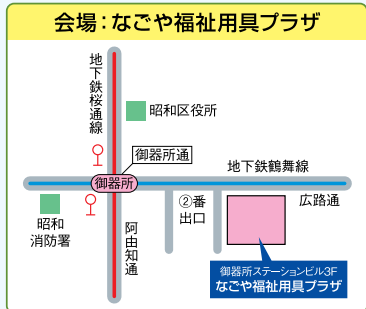 会場：なごや福祉用具プラザ
地下鉄桜通線
昭和区役所
御器所通
地下鉄鶴舞線
御器所
広路通
昭和
消防署
阿由知通
②番
出口
御器所ステーションビル3F
なごや福祉用具プラザ